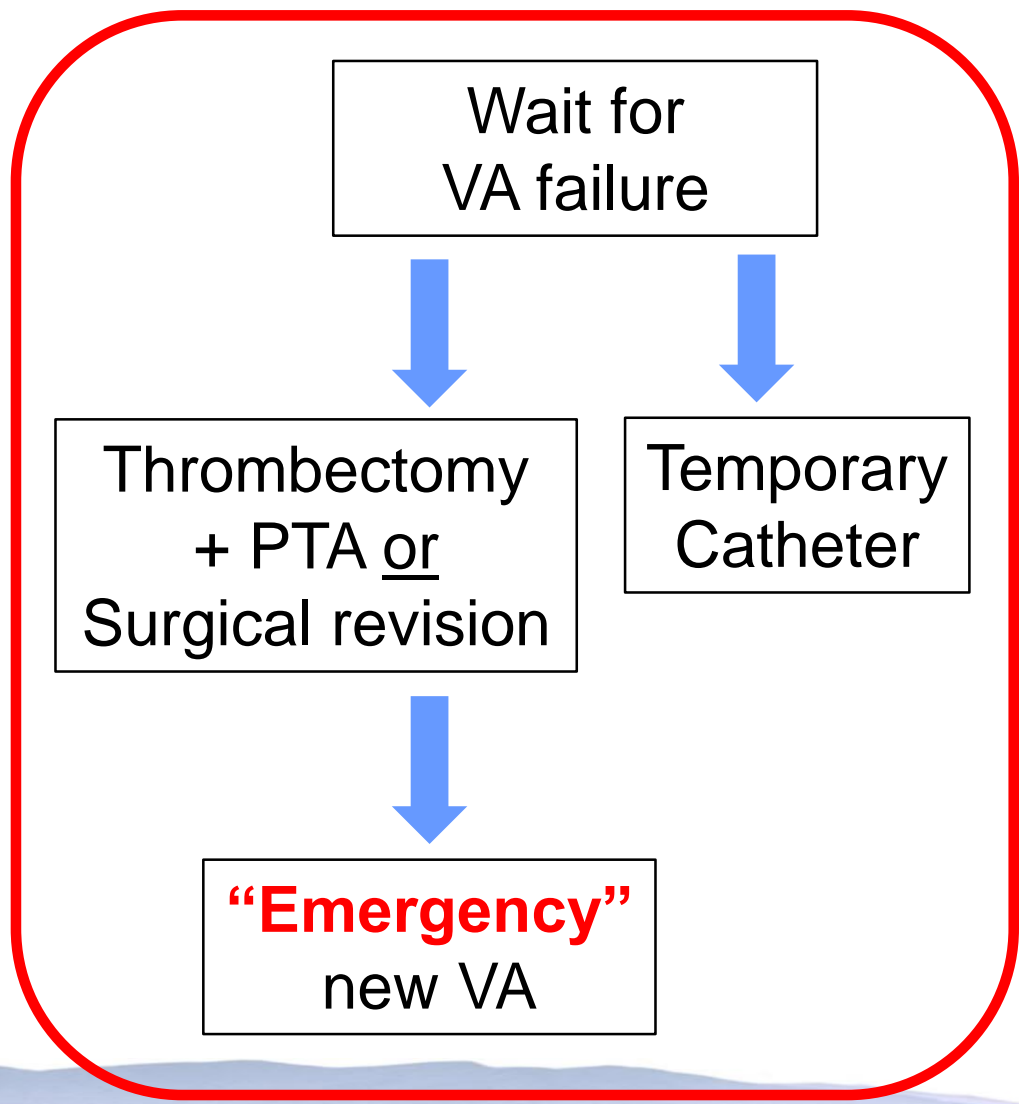 Wait for
VA failure
Thrombectomy
+ PTA or
Surgical revision
Temporary
Catheter
“Emergency”
new VA